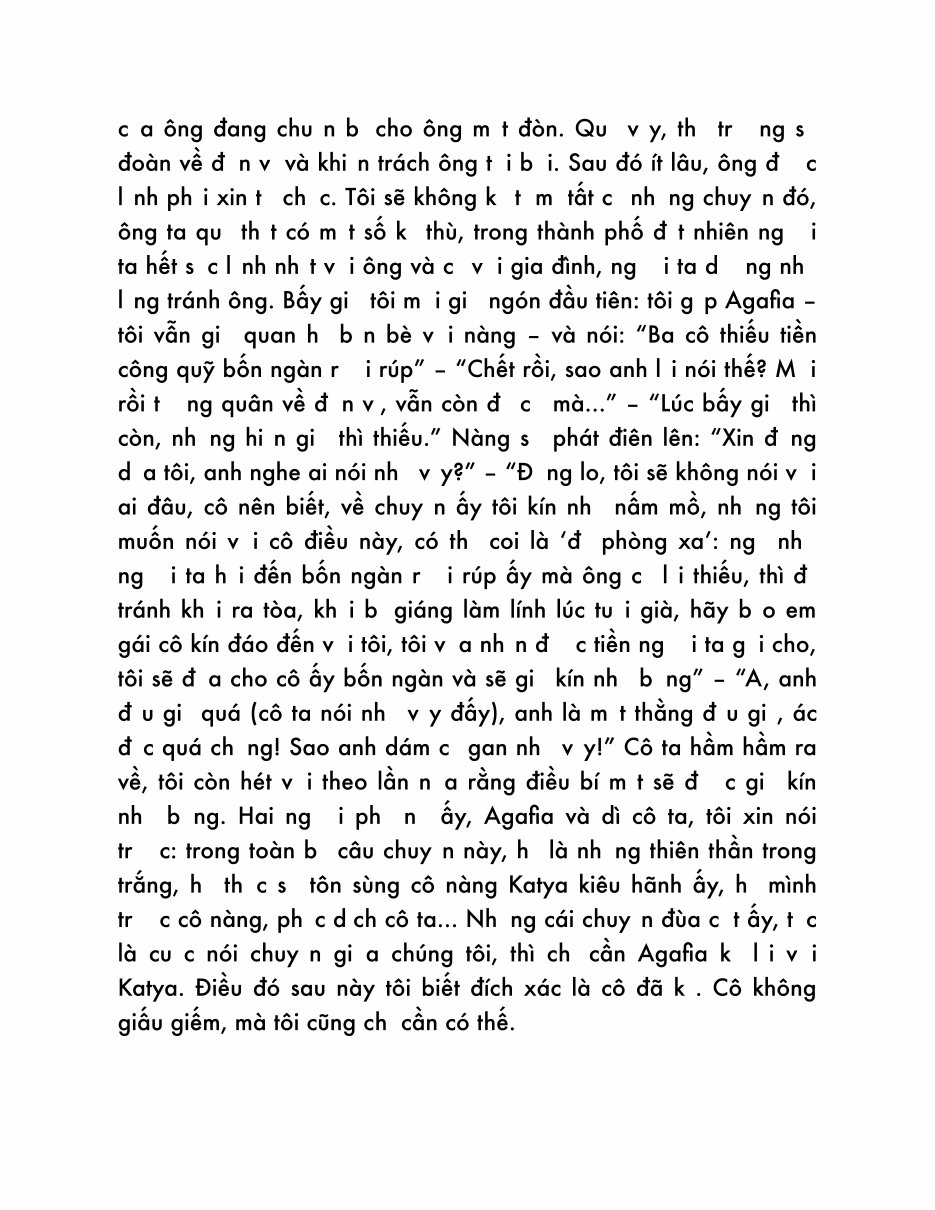 c a ông đang chu n b cho ông m t đòn. Qu v y, th tr ng s
đoàn về đ n v và khi n trách ông t i b i. Sau đó ít lâu, ông đ c
l nh ph i xin t ch c. Tôi sẽ không k t m tất c nh ng chuy n đó,
ông ta qu th t có m t số k thù, trong thành phố đ t nhiên ng i
ta hết s c l nh nh t v i ông và c v i gia đình, ng i ta d ng nh
l ng tránh ông. Bấy gi tôi m i gi ngón đầu tiên: tôi g p Agafia –
tôi vẫn gi quan h b n bè v i nàng – và nói: “Ba cô thiếu tiền
công quỹ bốn ngàn r i rúp” – “Chết rồi, sao anh l i nói thế? M i
rồi t ng quân về đ n v , vẫn còn đ c mà...” – “Lúc bấy gi thì
còn, nh ng hi n gi thì thiếu.” Nàng s phát điên lên: “Xin đ ng
d a tôi, anh nghe ai nói nh v y?” – “Đ ng lo, tôi sẽ không nói v i
ai đâu, cô nên biết, về chuy n ấy tôi kín nh nấm mồ, nh ng tôi
muốn nói v i cô điều này, có th coi là ‘đ phòng xa’: ng nh
ng i ta h i đến bốn ngàn r i rúp ấy mà ông c l i thiếu, thì đ
tránh kh i ra tòa, kh i b giáng làm lính lúc tu i già, hãy b o em
gái cô kín đáo đến v i tôi, tôi v a nh n đ c tiền ng i ta g i cho,
tôi sẽ đ a cho cô ấy bốn ngàn và sẽ gi kín nh b ng” – “A, anh
đ u gi quá (cô ta nói nh v y đấy), anh là m t thằng đ u gi , ác
đ c quá ch ng! Sao anh dám c gan nh v y!” Cô ta hầm hầm ra
về, tôi còn hét v i theo lần n a rằng điều bí m t sẽ đ c gi kín
nh b ng. Hai ng i ph n ấy, Agafia và dì cô ta, tôi xin nói
tr c: trong toàn b câu chuy n này, h là nh ng thiên thần trong
trắng, h th c s tôn sùng cô nàng Katya kiêu hãnh ấy, h mình
tr c cô nàng, ph c d ch cô ta... Nh ng cái chuy n đùa c t ấy, t c
là cu c nói chuy n gi a chúng tôi, thì ch cần Agafia k l i v i
Katya. Điều đó sau này tôi biết đích xác là cô đã k . Cô không
giấu giếm, mà tôi cũng ch cần có thế.